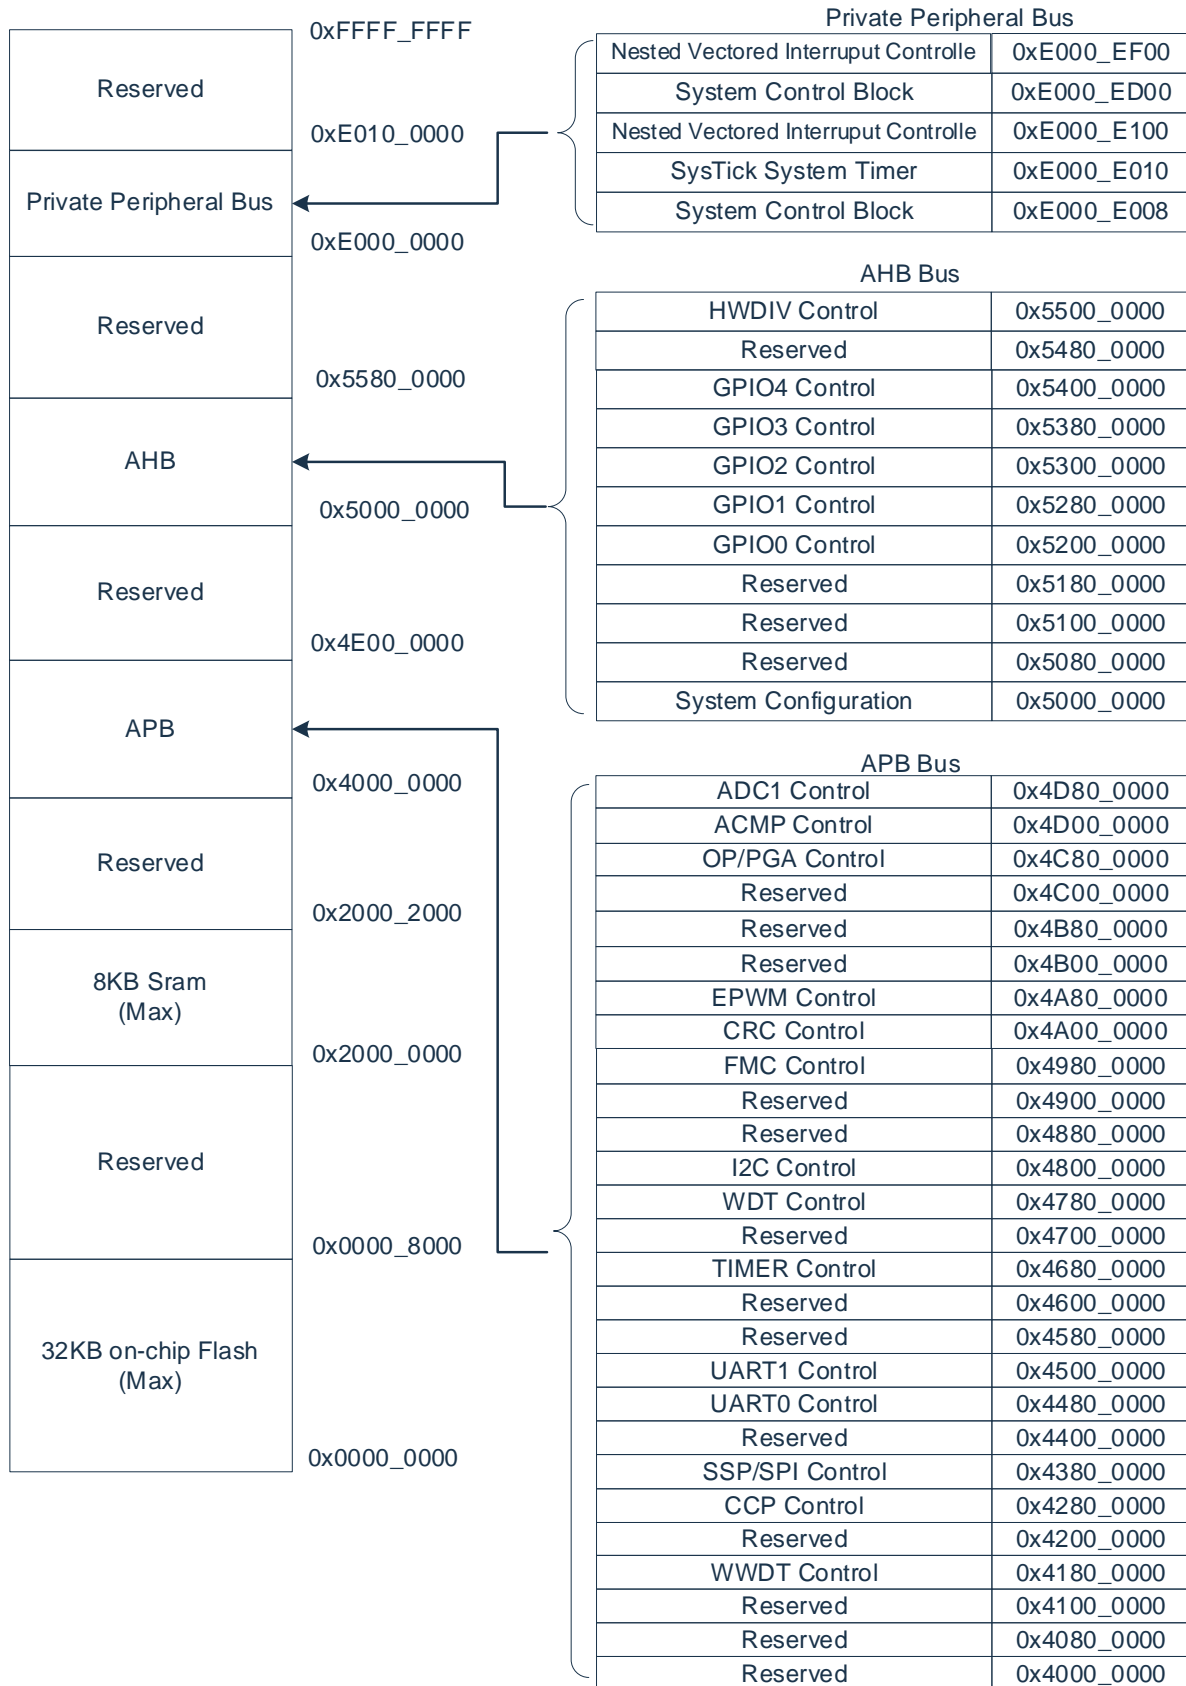 0xFFFF_FFFF
Reserved
0xE010_0000
Private Peripheral Bus
0xE000_0000
Reserved
0x5580_0000
AHB
0x5000_0000
Reserved
0x4E00_0000
APB
0x4000_0000
Reserved
0x2000_2000
8KB Sram
(Max)
0x2000_0000
Reserved
0x0000_8000
32KB on-chip Flash
(Max)
0x0000_0000
Private Peripheral Bus
Nested Vectored Interruput Controlle 0xE000_EF00
System Control Block 0xE000_ED00
Nested Vectored Interruput Controlle 0xE000_E100
SysTick System Timer 0xE000_E010
System Control Block 0xE000_E008
AHB Bus
HWDIV Control 0x5500_0000
Reserved 0x5480_0000
GPIO4 Control 0x5400_0000
GPIO3 Control 0x5380_0000
GPIO2 Control 0x5300_0000
GPIO1 Control 0x5280_0000
GPIO0 Control 0x5200_0000
Reserved 0x5180_0000
Reserved 0x5100_0000
Reserved 0x5080_0000
System Configuration 0x5000_0000
APB Bus
ADC1 Control 0x4D80_0000
ACMP Control 0x4D00_0000
OP/PGA Control 0x4C80_0000
Reserved 0x4C00_0000
Reserved 0x4B80_0000
Reserved 0x4B00_0000
EPWM Control 0x4A80_0000
CRC Control 0x4A00_0000
FMC Control 0x4980_0000
Reserved 0x4900_0000
Reserved 0x4880_0000
I2C Control 0x4800_0000
WDT Control 0x4780_0000
Reserved 0x4700_0000
TIMER Control 0x4680_0000
Reserved 0x4600_0000
Reserved 0x4580_0000
UART1 Control 0x4500_0000
UART0 Control 0x4480_0000
Reserved 0x4400_0000
SSP/SPI Control 0x4380_0000
CCP Control 0x4280_0000
Reserved 0x4200_0000
WWDT Control 0x4180_0000
Reserved 0x4100_0000
Reserved 0x4080_0000
Reserved 0x4000_0000